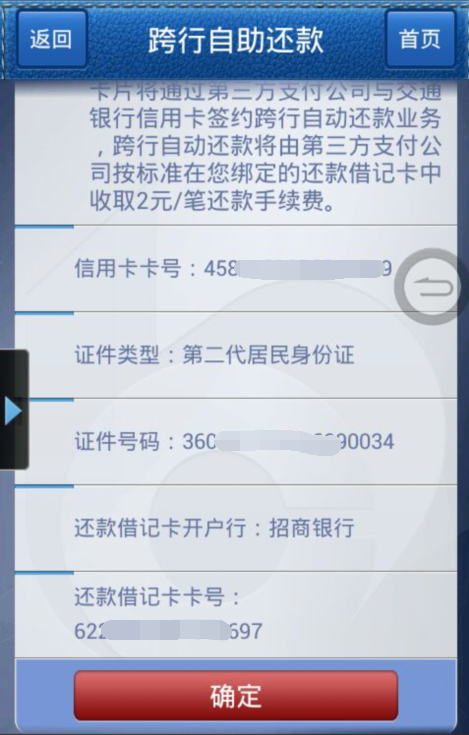 返回
跨行自助还款
首页
卡片将通过第三方支付公司与交通
银行信用卡签约跨行自动还款业务
，跨行自动还款将由第三方支付公
司按标准在您绑定的还款借记卡中
收取2元/笔还款手续费。
信用卡卡号：458 9
证件类型：第二代居民身份证
证件号码：360 90034
还款借记卡开户行：招商银行
还款借记卡卡号：
622 697
确定